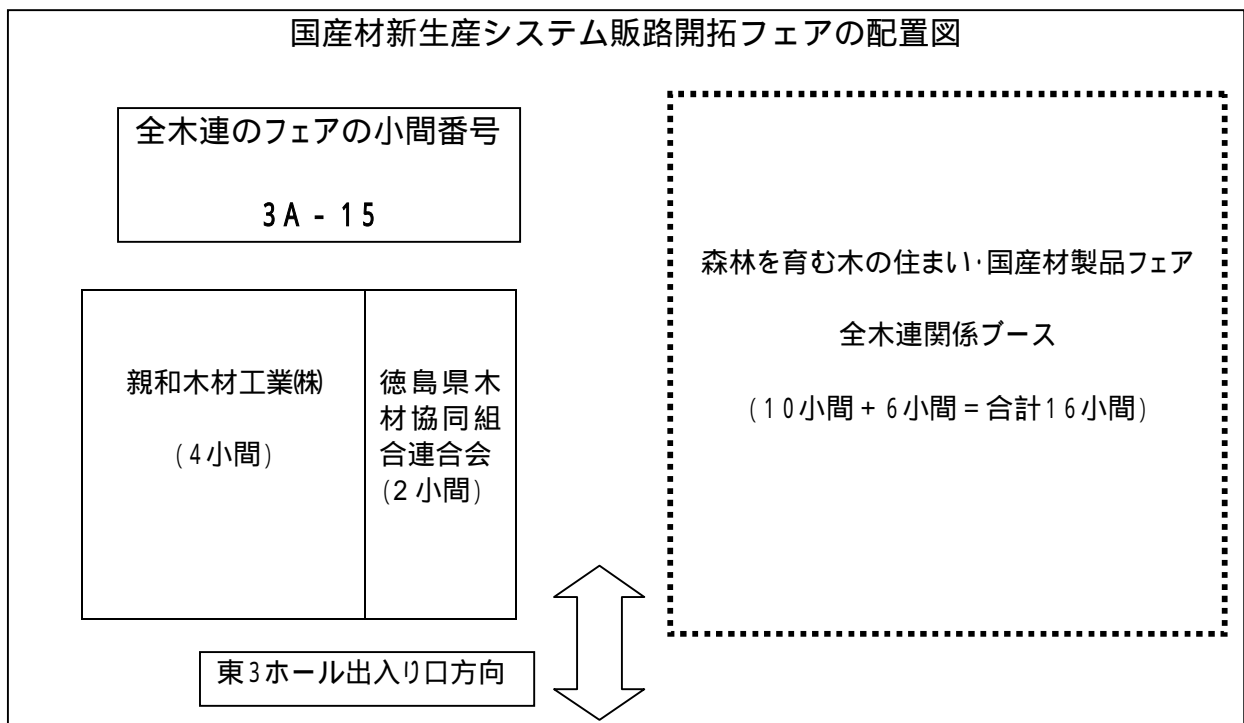 国産材新生産システム販路開拓フェアの配置図
全木連のフェアの小間番号
3A－15
親和木材工業㈱
(4小間)
徳島県木
材協同組
合連合会
(2小間)
森林を育む木の住まい･国産材製品フェア
全木連関係ブース
(10小間+6小間=合計16小間)
東3ホール出入り口方向